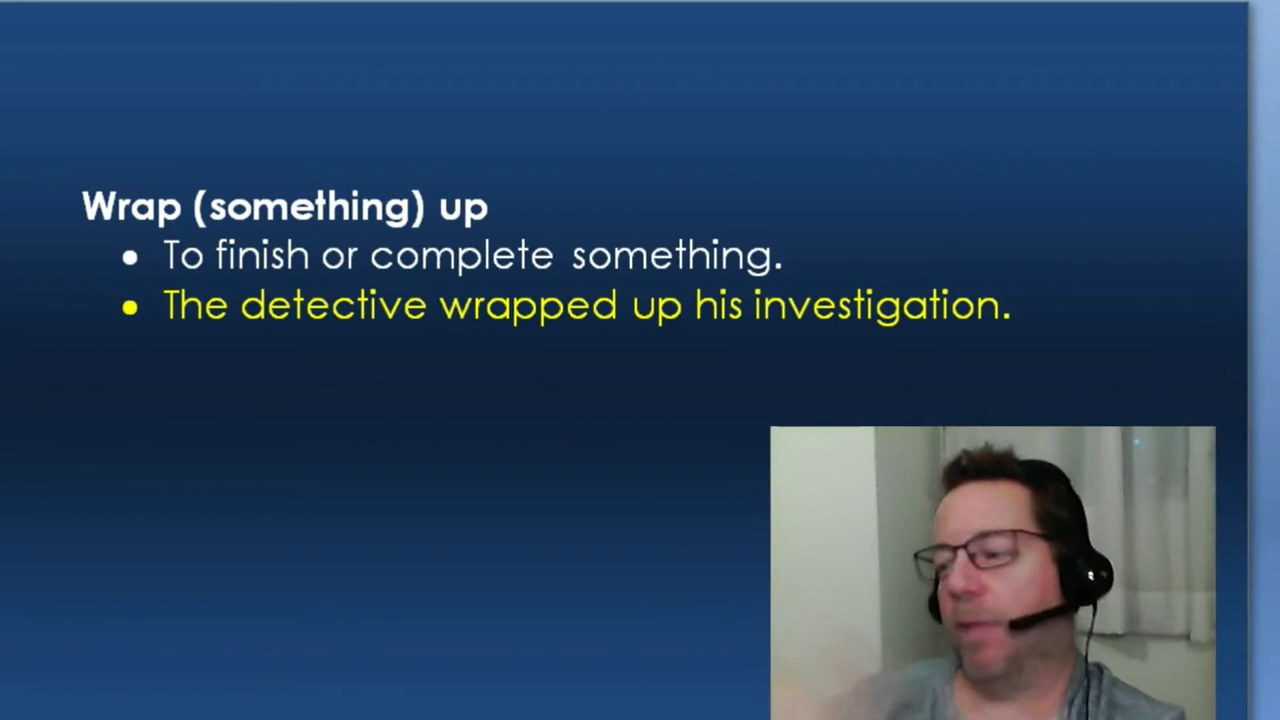 Wrap (something) up
• To finish or complete something.
• The detective wrapped up his investigation.